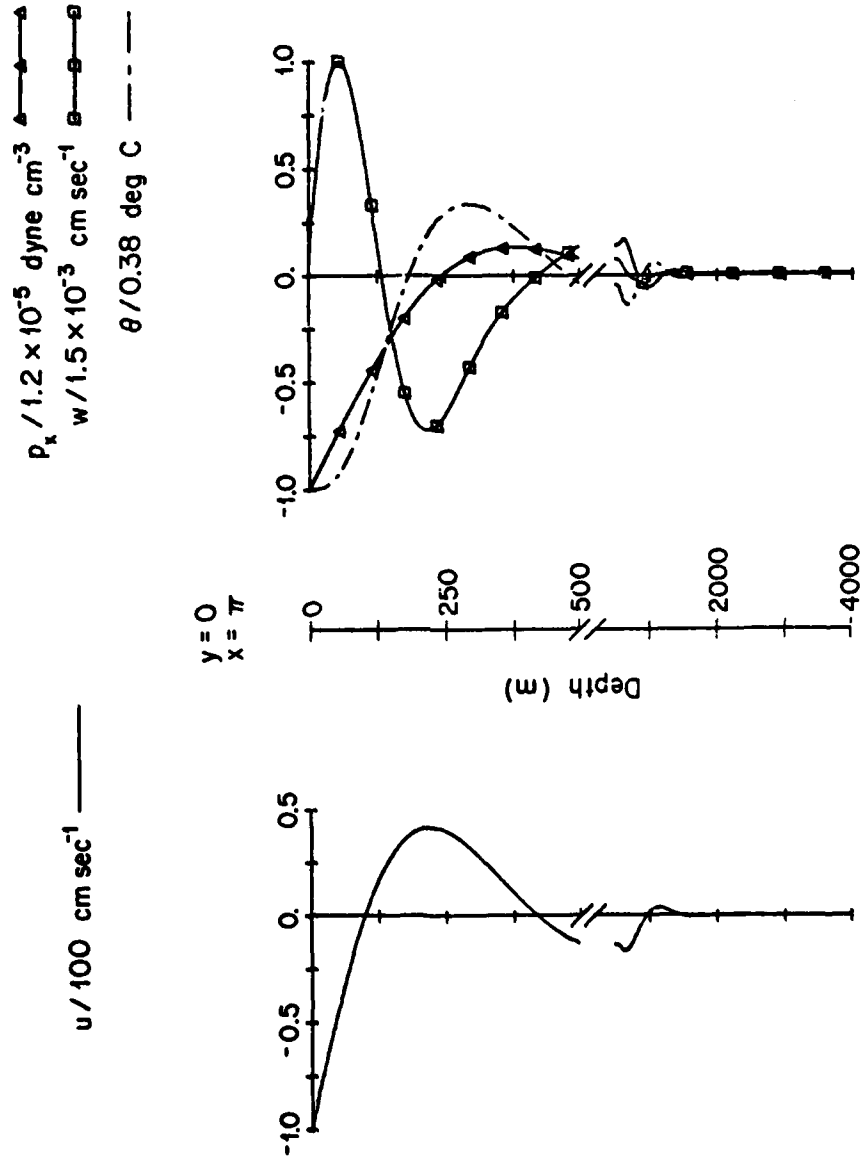 u/100 cm sec⁻¹
pₓ/1.2 × 10⁻⁵ dyne cm⁻³
w/1.5 × 10⁻³ cm sec⁻¹
θ/0.38 deg C
y = 0
x = π
-1.0 -0.5 0. 0.5
Depth (m)
0
250
500
2000
4000
-1.0 -0.5 0. 0.5 1.0